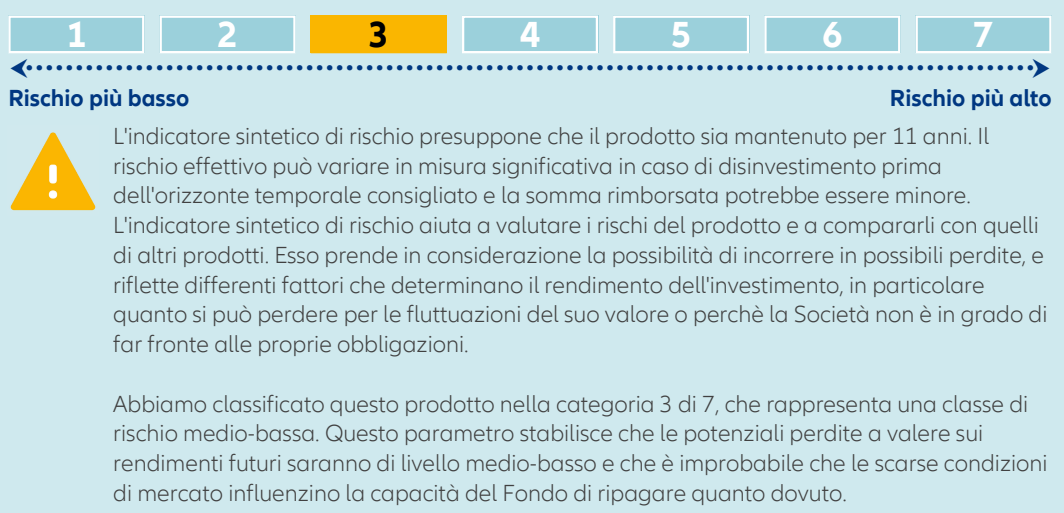 1 2 3 4 5 6 7
Rischio più basso Rischio più alto
L'indicatore sintetico di rischio presuppone che il prodotto sia mantenuto per 11 anni. Il
rischio effettivo può variare in misura significativa in caso di disinvestimento prima
dell'orizzonte temporale consigliato e la somma rimborsata potrebbe essere minore.
L'indicatore sintetico di rischio aiuta a valutare i rischi del prodotto e a compararli con quelli
di altri prodotti. Esso prende in considerazione la possibilità di incorrere in possibili perdite, e
riflette differenti fattori che determinano il rendimento dell'investimento, in particolare
quanto si può perdere per le fluttuazioni del suo valore o perchè la Società non è in grado di
far fronte alle proprie obbligazioni.
Abbiamo classificato questo prodotto nella categoria 3 di 7, che rappresenta una classe di
rischio medio-bassa. Questo parametro stabilisce che le potenziali perdite a valere sui
rendimenti futuri saranno di livello medio-basso e che è improbabile che le scarse condizioni
di mercato influenzino la capacità del Fondo di ripagare quanto dovuto.